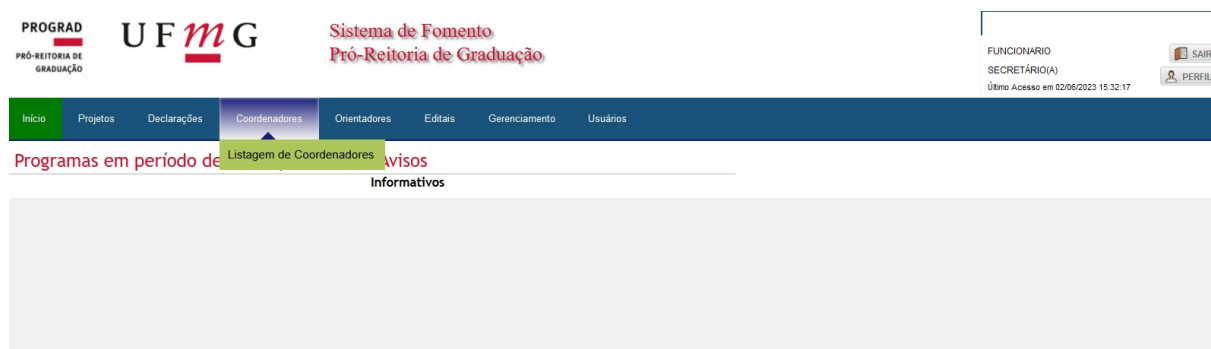 PROGRAD
PRÓ-REITORIA DE
GRADUAÇÃO
UFMG
Sistema de Fomento
Pró-Reitoria de Graduação
FUNCIONARIO
SECRETÁRIO(A)
Último Acesso em 02/06/2023 15:32:17
SAIR
PERFIL
Início Projetos Declarações Coordenadores Orientadores Editais Gerenciamento Usuários
Listagem de Coordenadores
Programas em período de Avisos
Informativos